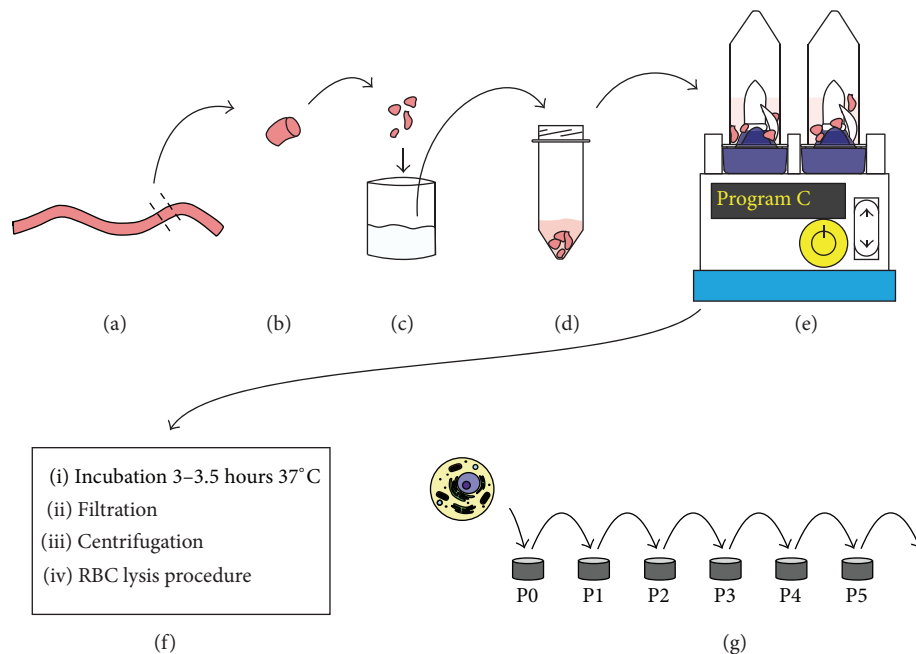 (a)
(b)
(c)
(d)
Program C
(e)
(i) Incubation 3–3.5 hours 37°C
(ii) Filtration
(iii) Centrifugation
(iv) RBC lysis procedure
(f)
P0 P1 P2 P3 P4 P5
(g)